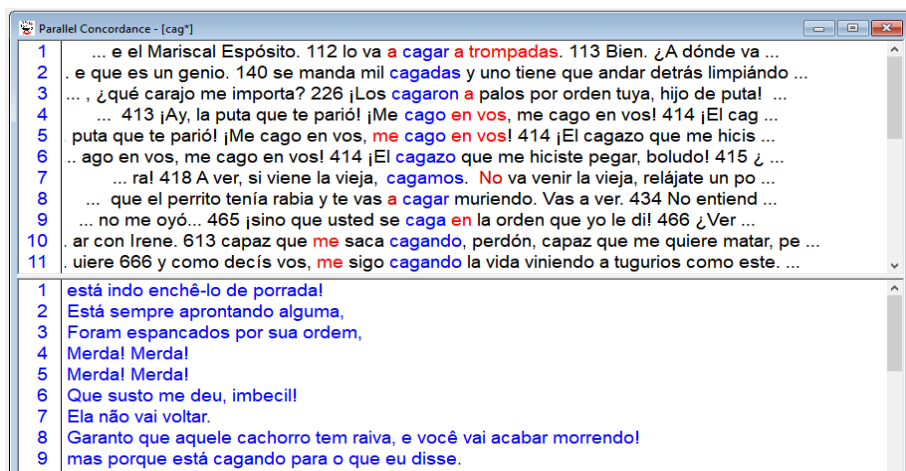 Parallel Concordance - [cag*]
1 ... e el Mariscal Espósito. 112 lo va a cagar a trompadas. 113 Bien. ¿A dónde va ...
2 . e que es un genio. 140 se manda mil cagadas y uno tiene que andar detrás limpiándo ...
3 ... , ¿qué carajo me importa? 226 ¡Los cagaron a palos por orden tuya, hijo de puta! ...
4 ... 413 ¡Ay, la puta que te parió! ¡Me cago en vos, me cago en vos! 414 ¡El cag ...
5 . puta que te parió! ¡Me cago en vos, me cago en vos! 414 ¡El cagazo que me hicis ...
6 ... ago en vos, me cago en vos! 414 ¡El cagazo que me hiciste pegar, boludo! 415 ¿ ...
7 ... ra! 418 A ver, si viene la vieja, cagamos. No va venir la vieja, relájate un po ...
8 ... que el perrito tenía rabia y te vas a cagar muriendo. Vas a ver. 434 No entiend ...
9 ... no me oyó... 465 ¡sino que usted se caga en la orden que yo le di! 466 ¿Ver ...
10 . ar con Irene. 613 capaz que me saca cagando, perdón, capaz que me quiere matar, pe ...
11 . uiere 666 y como decís vos, me sigo cagando la vida viniendo a tugurios como este. ...
1 está indo enchê-lo de porrada!
2 Está sempre aprontando alguma,
3 Foram espancados por sua ordem,
4 Merda! Merda!
5 Merda! Merda!
6 Que susto me deu, imbecil!
7 Ela não vai voltar.
8 Garanto que aquele cachorro tem raiva, e você vai acabar morrendo!
9 mas porque está cagando para o que eu disse.